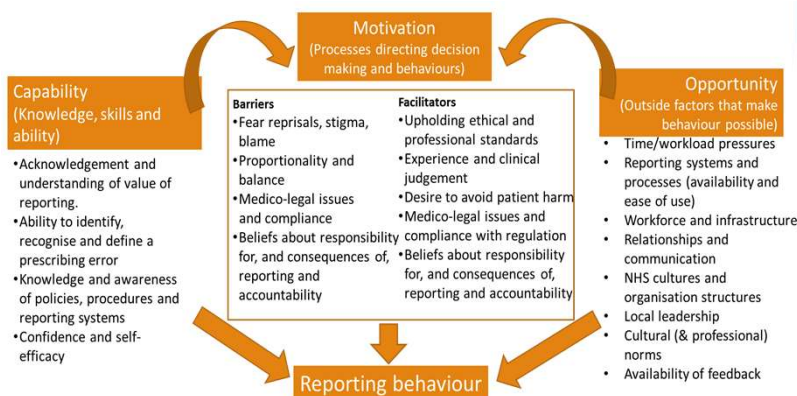 Motivation
(Processes directing decision
making and behaviours)
Capability
(Knowledge, skills and
ability)
•Acknowledgement and
understanding of value of
reporting.
•Ability to identify,
recognise and define a
prescribing error
•Knowledge and awareness
of policies, procedures and
reporting systems
•Confidence and self-
efficacy
Barriers
•Fear reprisals, stigma,
blame
•Proportionality and
balance
•Medico-legal issues
and compliance
•Beliefs about responsibility
for, and consequences of,
reporting and
accountability
Facilitators
•Upholding ethical and
professional standards
•Experience and clinical
judgement
•Desire to avoid patient harm
•Medico-legal issues and
compliance with regulation
•Beliefs about responsibility
for, and consequences of,
reporting and accountability
Opportunity
(Outside factors that make
behaviour possible)
• Time/workload pressures
• Reporting systems and
processes (availability and
ease of use)
• Workforce and infrastructure
• Relationships and
communication
• NHS cultures and
organisation structures
• Local leadership
• Cultural (& professional)
norms
• Availability of feedback
Reporting behaviour